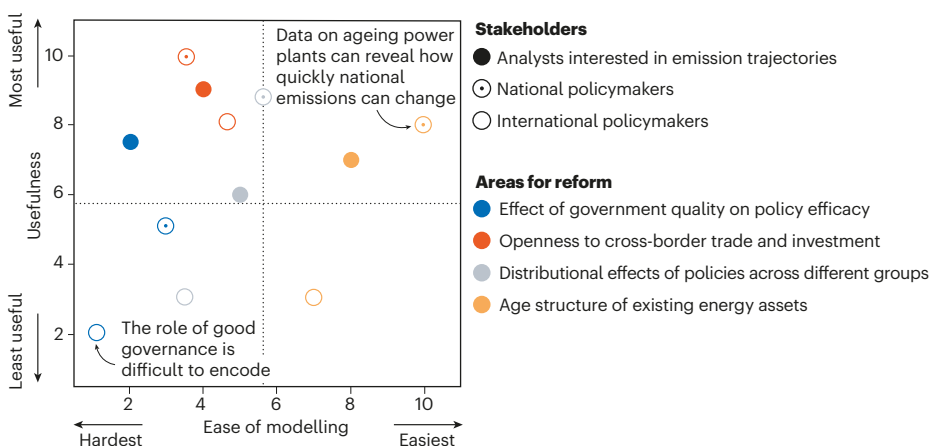 Most useful
Usefulness
Least useful
10
8
6
4
2
Data on ageing power
plants can reveal how
quickly national
emissions can change
The role of good
governance is
difficult to encode
2
4
6
8
10
Ease of modelling
Hardest
Easiest
Stakeholders
Analysts interested in emission trajectories
National policymakers
International policymakers
Areas for reform
Effect of government quality on policy efficacy
Openness to cross-border trade and investment
Distributional effects of policies across different groups
Age structure of existing energy assets